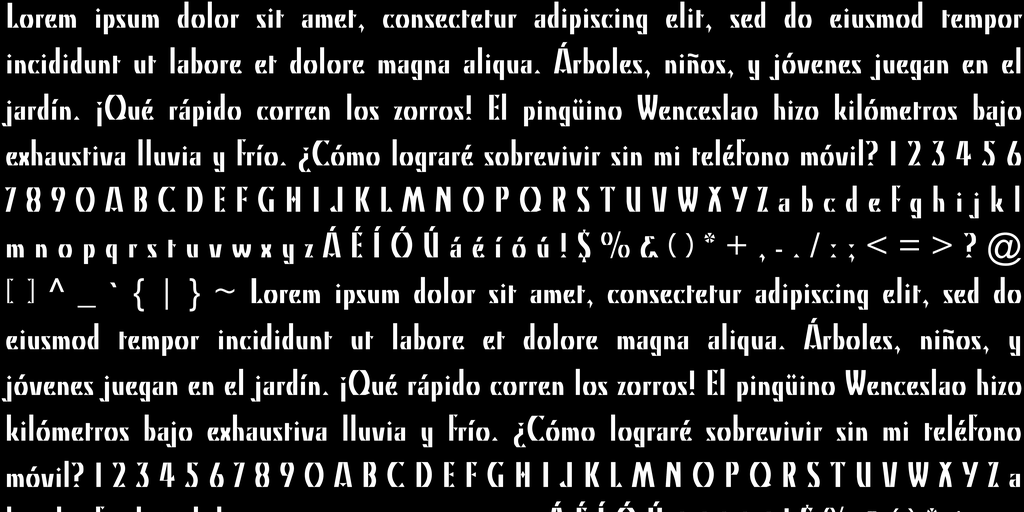 Lorem ipsum dolor sit amet, consectetur adipiscing elit, sed do eiusmod tempor
incididunt ut labore et dolore magna aliqua. Árboles, niños, y jóvenes juegan en el
jardín. ¡Qué rápido corren los zorros! El pingüino Wenceslao hizo kilómetros bajo
exhaustiva lluvia y frío. ¿Cómo lograré sobrevivir sin mi teléfono móvil? 1 2 3 4 5 6
7 8 9 0 A B C D E F G H I J K L M N O P Q R S T U V W X Y Z a b c d e f g h i j k l
m n o p q r s t u v w x y z Á É Í Ó Ú á é í ó ú ! $ % & ( ) * + , - . / : ; < = > ? @
[ ] ^ _ ` { | } ~ Lorem ipsum dolor sit amet, consectetur adipiscing elit, sed do
eiusmod tempor incididunt ut labore et dolore magna aliqua. Árboles, niños, y
jóvenes juegan en el jardín. ¡Qué rápido corren los zorros! El pingüino Wenceslao hizo
kilómetros bajo exhaustiva lluvia y frío. ¿Cómo lograré sobrevivir sin mi teléfono
móvil? 1 2 3 4 5 6 7 8 9 0 A B C D E F G H I J K L M N O P Q R S T U V W X Y Z a